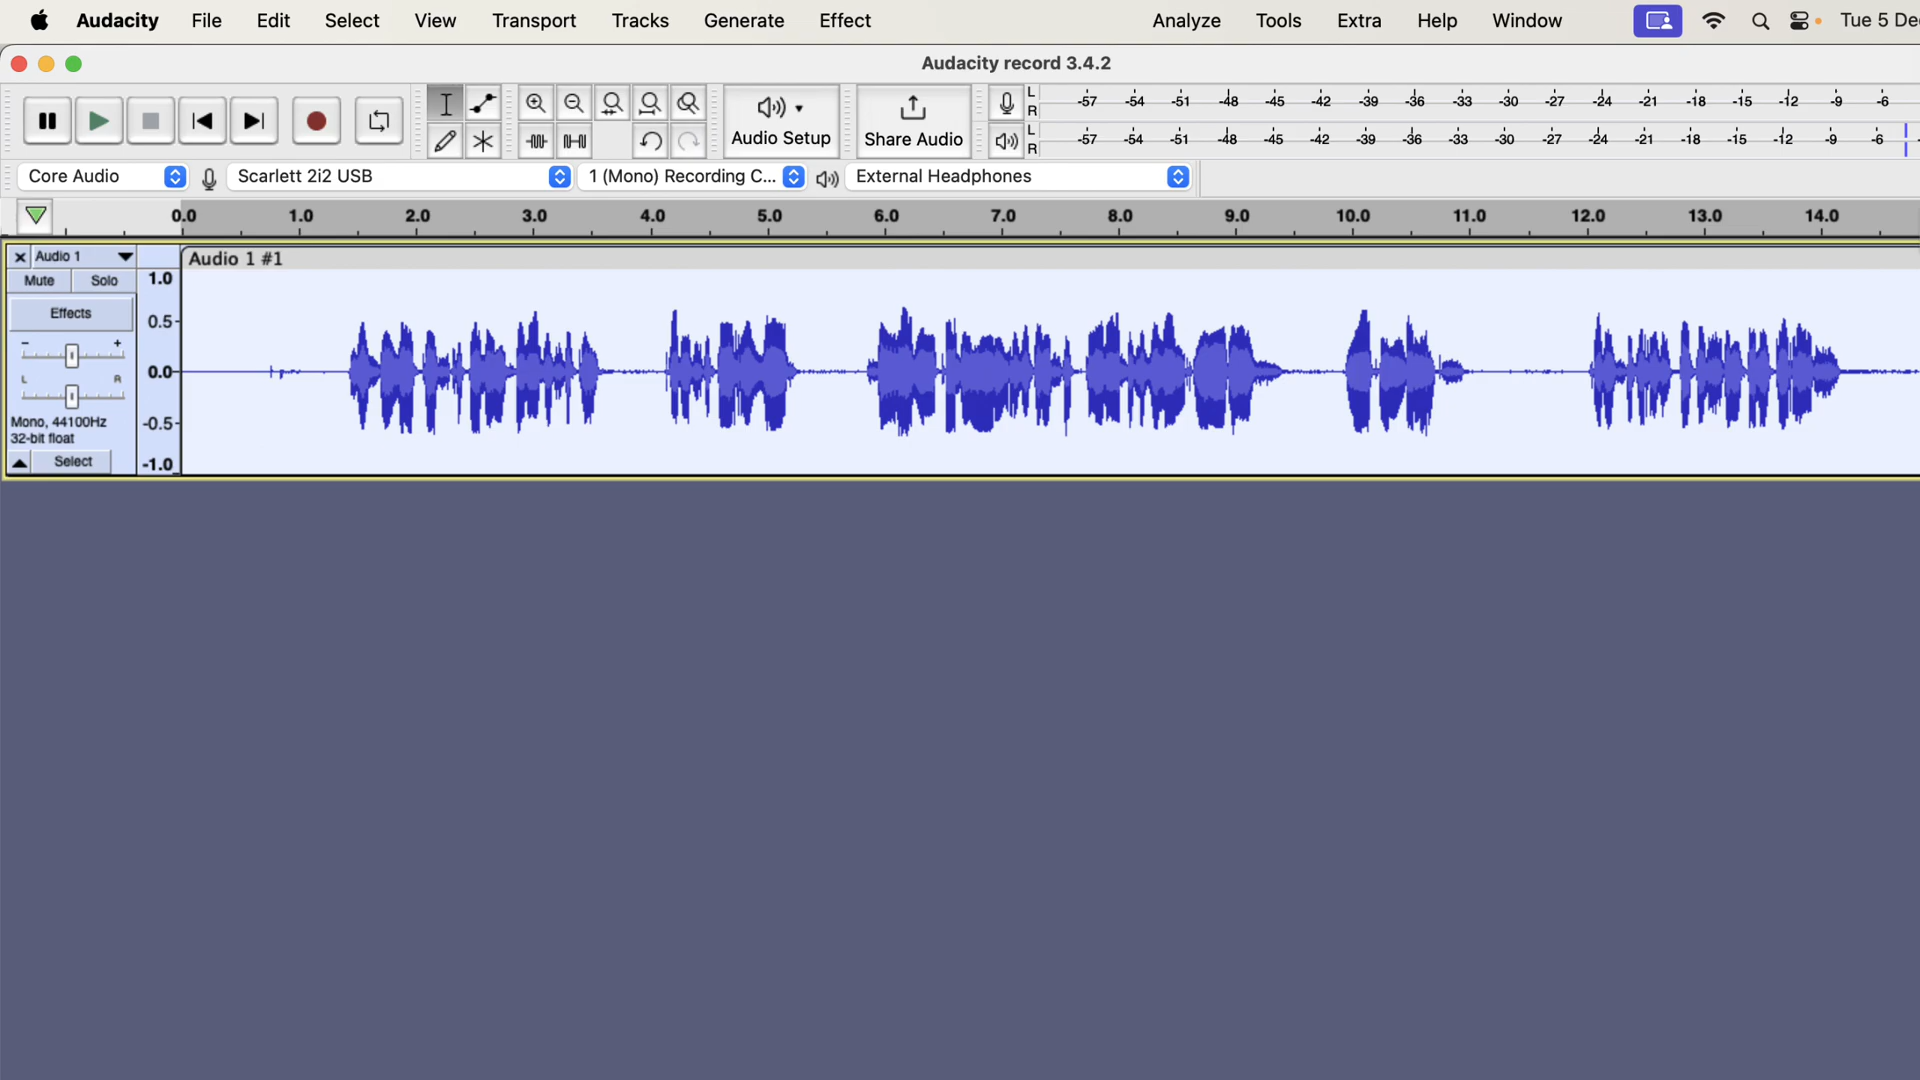 Audacity File Edit Select View Transport Tracks Generate Effect Analyze Tools Extra Help Window Tue 5 De
Audacity record 3.4.2
Audio Setup
Share Audio
L
R
-57 -54 -51 -48 -45 -42 -39 -36 -33 -30 -27 -24 -21 -18 -15 -12 -9 -6
L
R
-57 -54 -51 -48 -45 -42 -39 -36 -33 -30 -27 -24 -21 -18 -15 -12 -9 -6
Core Audio Scarlett 2i2 USB 1 (Mono) Recording C... External Headphones
0.0 1.0 2.0 3.0 4.0 5.0 6.0 7.0 8.0 9.0 10.0 11.0 12.0 13.0 14.0
Audio 1
Audio 1 #1
Mute Solo
Effects
- +
L R
Mono, 44100Hz
32-bit float
Select
1.0
0.5-
0.0-
-0.5-
-1.0